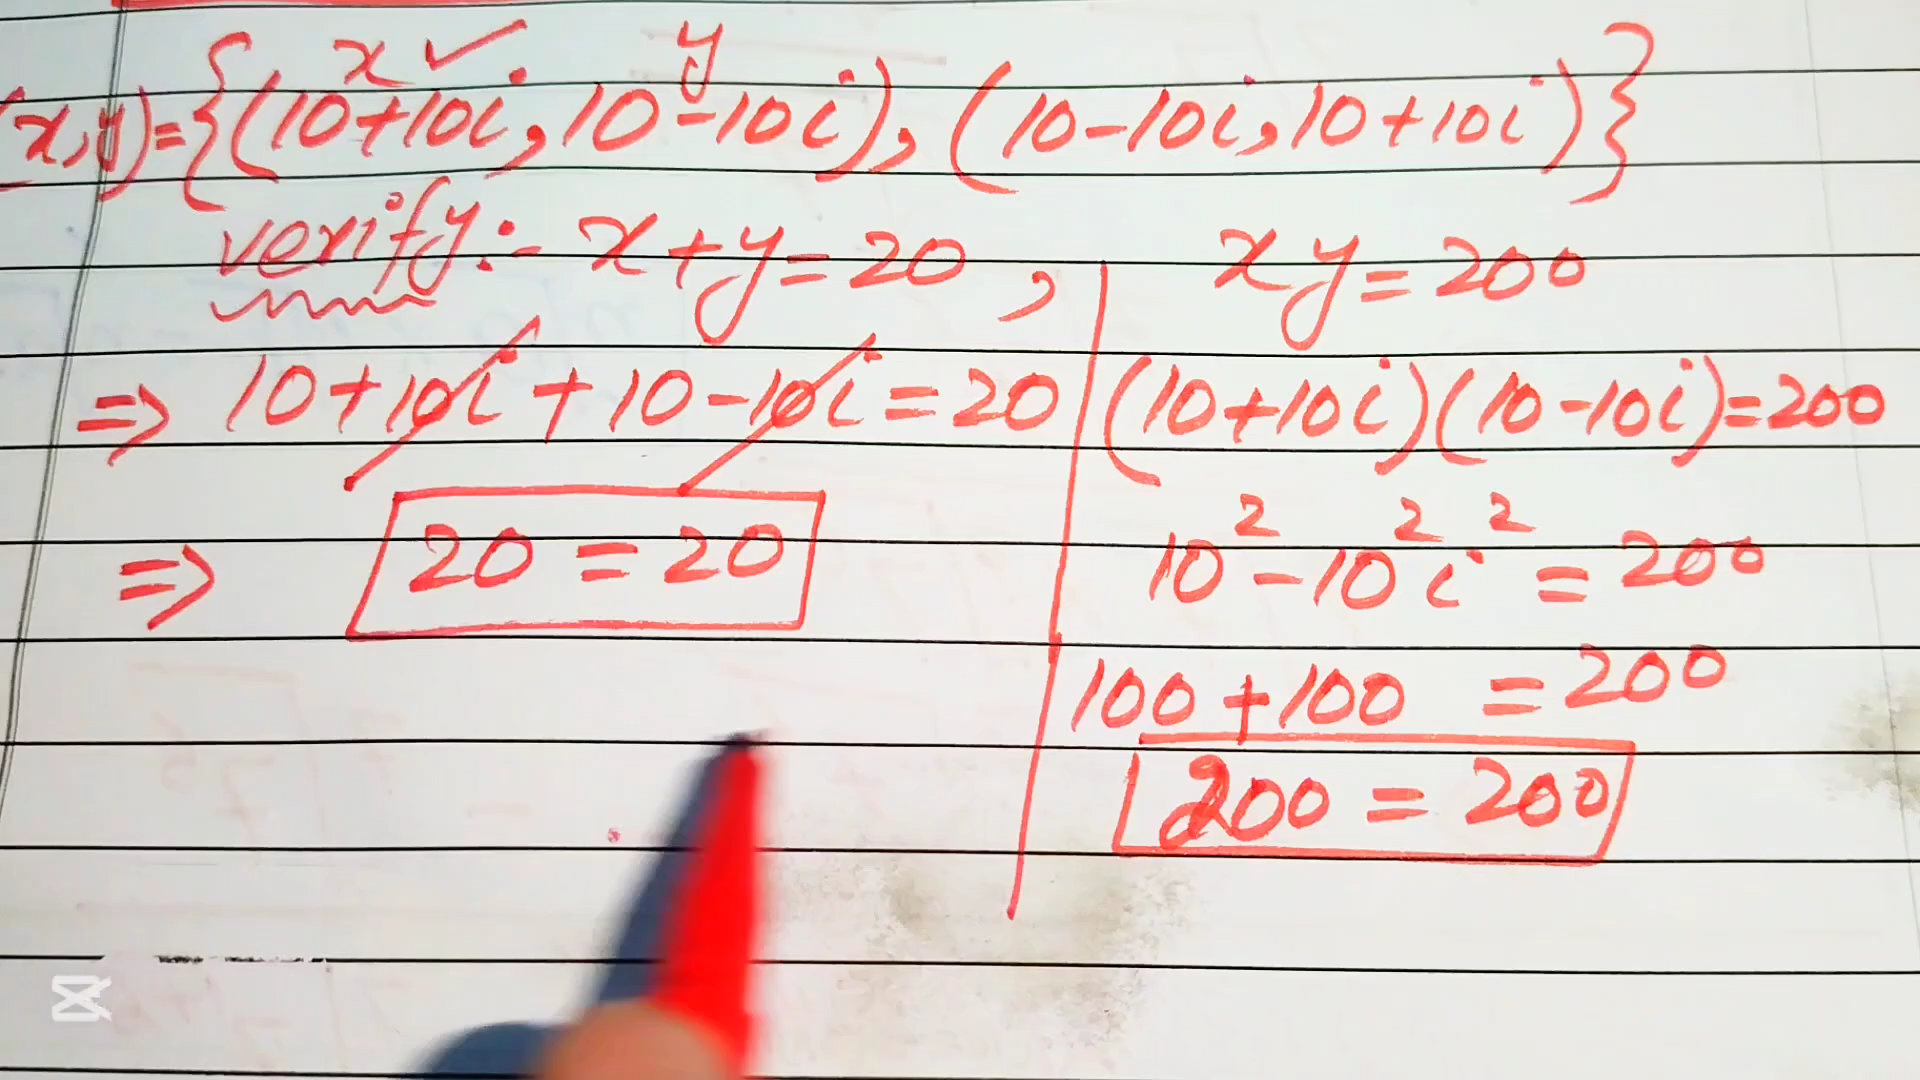 x ✓ y
(x,y)={(10+10i, 10-10i), (10-10i, 10+10i)}
verify:- x+y=20, xy=200
=> 10+10i+10-10i=20
(10+10i)(10-10i)=200
=> 20=20
10²-10²i²=200
100+100 =200
200=200